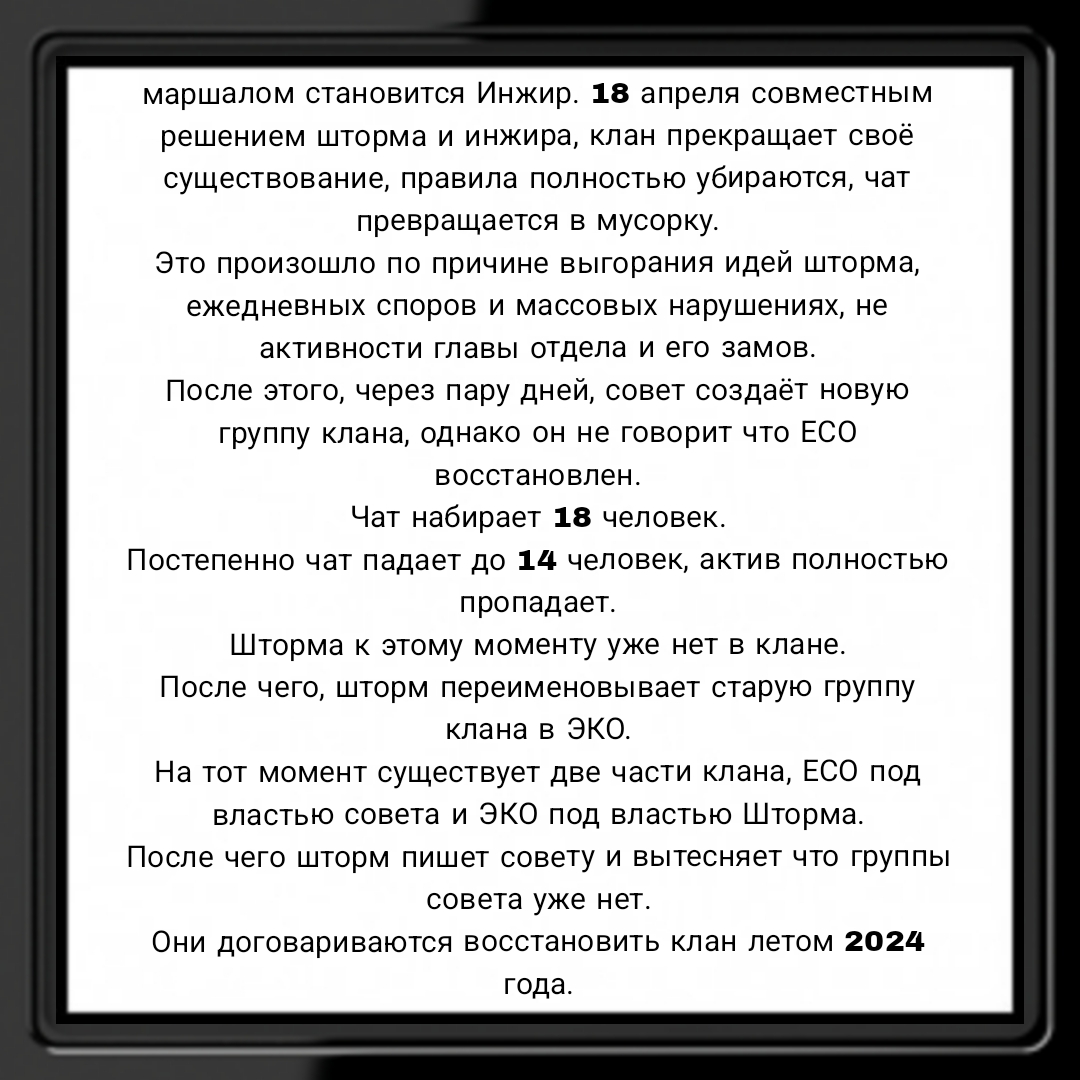 маршалом становится Инжир. 18 апреля совместным
решением шторма и инжира, клан прекращает своё
существование, правила полностью убираются, чат
превращается в мусорку.
Это произошло по причине выгорания идей шторма,
ежедневных споров и массовых нарушениях, не
активности главы отдела и его замов.
После этого, через пару дней, совет создаёт новую
группу клана, однако он не говорит что ЕСО
восстановлен.
Чат набирает 18 человек.
Постепенно чат падает до 14 человек, актив полностью
пропадает.
Шторма к этому моменту уже нет в клане.
После чего, шторм переименовывает старую группу
клана в ЭКО.
На тот момент существует две части клана, ЕСО под
властью совета и ЭКО под властью Шторма.
После чего шторм пишет совету и вытесняет что группы
совета уже нет.
Они договариваются восстановить клан летом 2024
года.